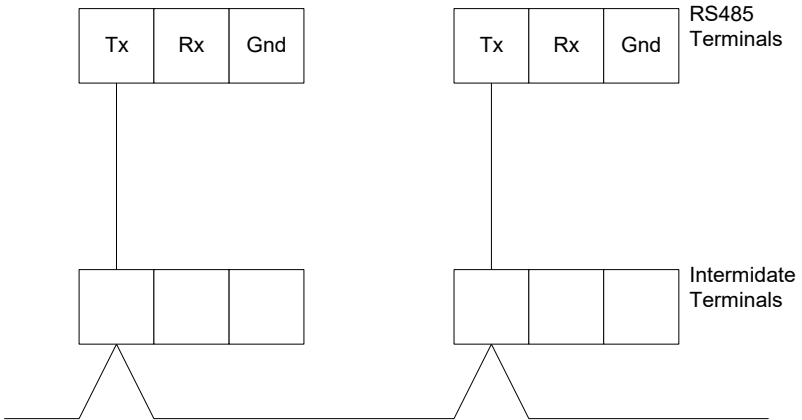 Tx Rx Gnd
Tx Rx Gnd
RS485
Terminals
Intermidate
Terminals